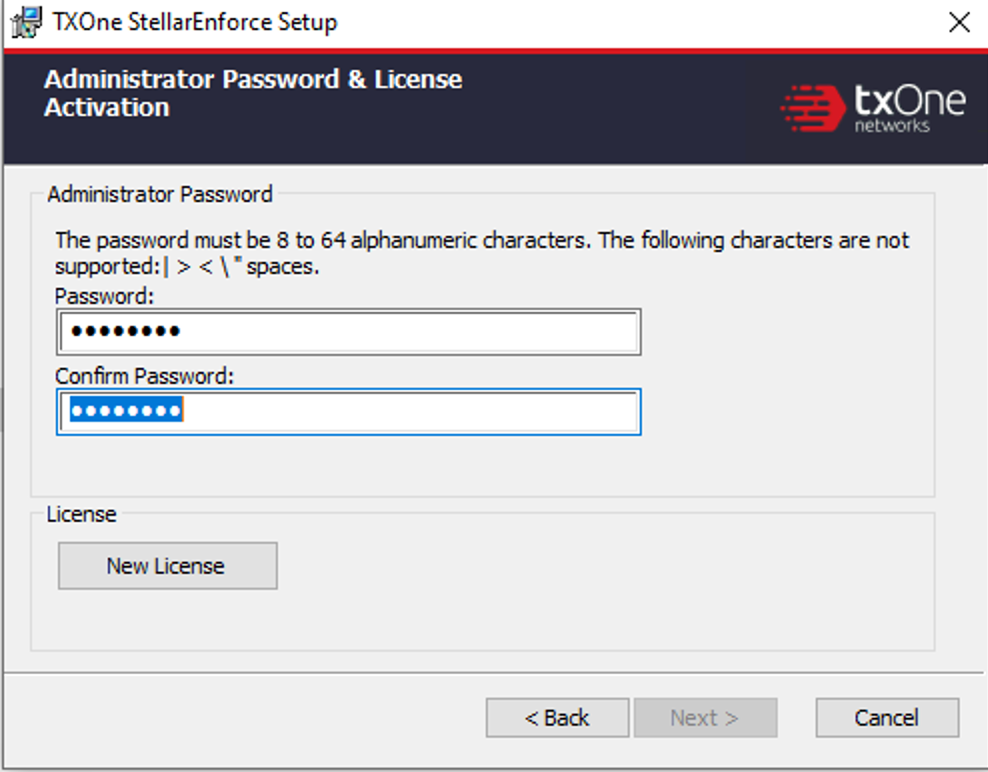 TXOne StellarEnforce Setup
Administrator Password & License
Activation
txOne
networks
Administrator Password
The password must be 8 to 64 alphanumeric characters. The following characters are not
supported:| > < \ " spaces.
Password:
●●●●●●●●
Confirm Password:
●●●●●●●●
License
New License
< Back
Next >
Cancel